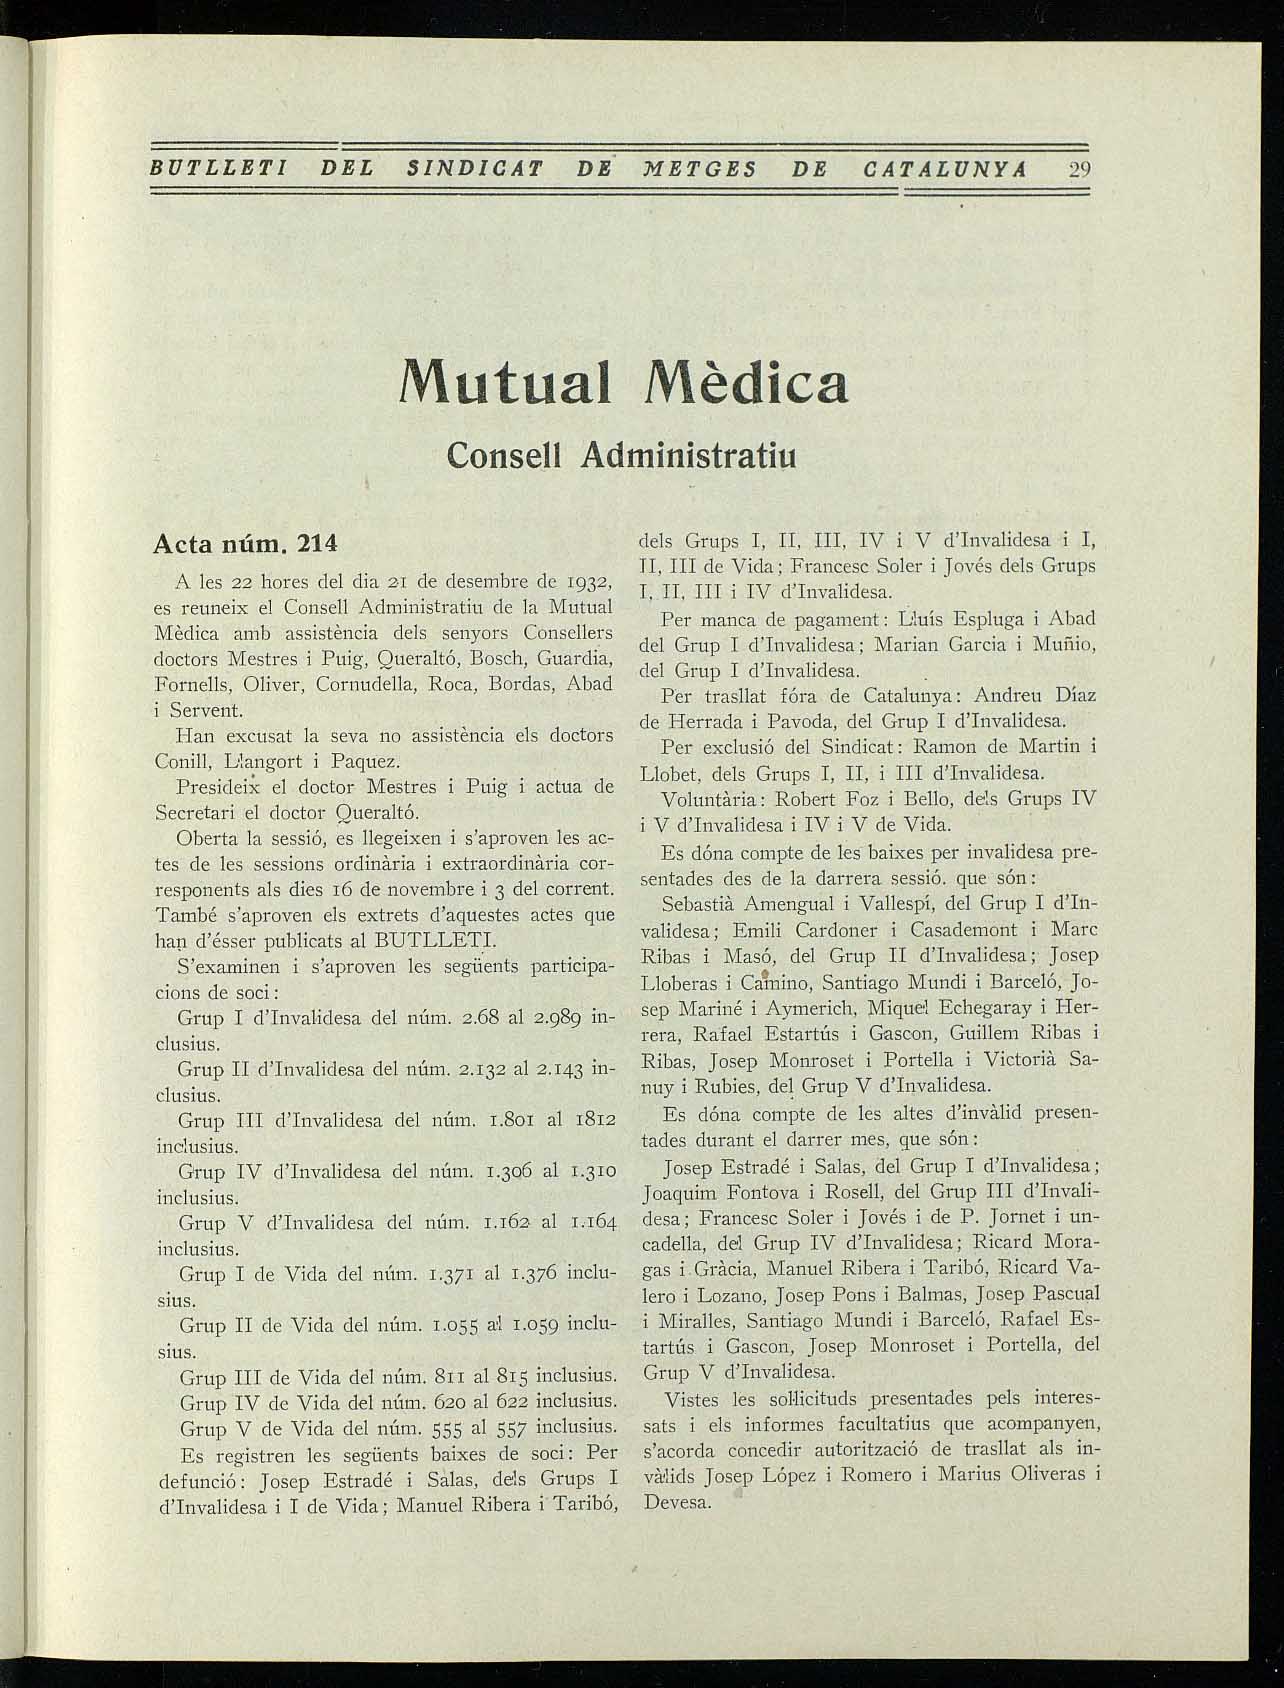 BUTLLETI DEL SINDICAT DE METGES DE CATALUNYA 29
Mutual Mèdica
Consell Administratiu
Acta núm. 214
A les 22 hores del dia 21 de desembre de 1932,
es reuneix el Consell Administratiu de la Mutual
Mèdica amb assistència dels senyors Consellers
doctors Mestres i Puig, Queraltó, Bosch, Guardia,
Fornells, Oliver, Cornudella, Roca, Bordas, Abad
i Servent.
Han excusat la seva no assistència els doctors
Conill, Llangort i Paquez.
Presideix el doctor Mestres i Puig i actua de
Secretari el doctor Queraltó.
Oberta la sessió, es llegeixen i s'aproven les ac-
tes de les sessions ordinària i extraordinària cor-
responents als dies 16 de novembre i 3 del corrent.
També s'aproven els extrets d'aquestes actes que
han d'ésser publicats al BUTLLETI.
S'examinen i s'aproven les següents participa-
cions de soci:
Grup I d'Invalidesa del núm. 2.68 al 2.989 in-
clusius.
Grup II d'Invalidesa del núm. 2.132 al 2.143 in-
clusius.
Grup III d'Invalidesa del núm. 1.801 al 1812
inclusius.
Grup IV d'Invalidesa del núm. 1.306 al 1.310
inclusius.
Grup V d'Invalidesa del núm. 1.162 al 1.164
inclusius.
Grup I de Vida del núm. 1.371 al 1.376 inclu-
sius.
Grup II de Vida del núm. 1.055 al 1.059 inclu-
sius.
Grup III de Vida del núm. 811 al 815 inclusius.
Grup IV de Vida del núm. 620 al 622 inclusius.
Grup V de Vida del núm. 555 al 557 inclusius.
Es registren les següents baixes de soci: Per
defunció: Josep Estradé i Salas, dels Grups I
d'Invalidesa i I de Vida; Manuel Ribera i Taribó,
dels Grups I, II, III, IV i V d'Invalidesa i I,
II, III de Vida; Francesc Soler i Jovés dels Grups
I, II, III i IV d'Invalidesa.
Per manca de pagament: Lluís Espluga i Abad
del Grup I d'Invalidesa; Marian Garcia i Muñio,
del Grup I d'Invalidesa.
Per trasllat fóra de Catalunya: Andreu Díaz
de Herrada i Pavoda, del Grup I d'Invalidesa.
Per exclusió del Sindicat: Ramon de Martin i
Llobet, dels Grups I, II, i III d'Invalidesa.
Voluntària: Robert Foz i Bello, dels Grups IV
i V d'Invalidesa i IV i V de Vida.
Es dóna compte de les baixes per invalidesa pre-
sentades des de la darrera sessió. que són:
Sebastià Amengual i Vallespí, del Grup I d'In-
validesa; Emili Cardoner i Casademont i Marc
Ribas i Masó, del Grup II d'Invalidesa; Josep
Lloberas i Camino, Santiago Mundi i Barceló, Jo-
sep Mariné i Aymerich, Miquel Echegaray i Her-
rera, Rafael Estartús i Gascon, Guillem Ribas i
Ribas, Josep Monroset i Portella i Victorià Sa-
nuy i Rubies, del Grup V d'Invalidesa.
Es dóna compte de les altes d'invàlid presen-
tades durant el darrer mes, que són:
Josep Estradé i Salas, del Grup I d'Invalidesa;
Joaquim Fontova i Rosell, del Grup III d'Invali-
desa; Francesc Soler i Jovés i de P. Jornet i un-
cadella, del Grup IV d'Invalidesa; Ricard Mora-
gas i Gràcia, Manuel Ribera i Taribó, Ricard Va-
lero i Lozano, Josep Pons i Balmas, Josep Pascual
i Miralles, Santiago Mundi i Barceló, Rafael Es-
tartús i Gascon, Josep Monroset i Portella, del
Grup V d'Invalidesa.
Vistes les sol·licituds presentades pels interes-
sats i els informes facultatius que acompanyen,
s'acorda concedir autorització de trasllat als in-
vàlids Josep López i Romero i Marius Oliveras i
Devesa.